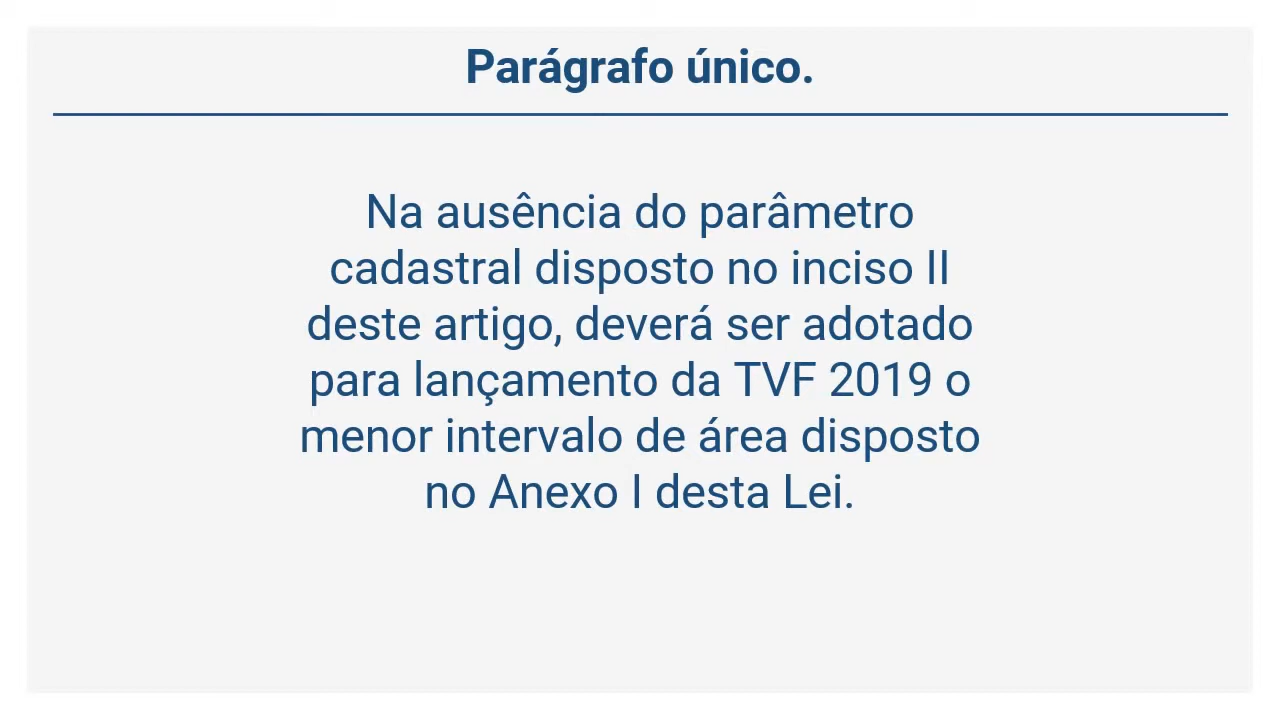 Parágrafo único.
Na ausência do parâmetro
cadastral disposto no inciso II
deste artigo, deverá ser adotado
para lançamento da TVF 2019 o
menor intervalo de área disposto
no Anexo I desta Lei.